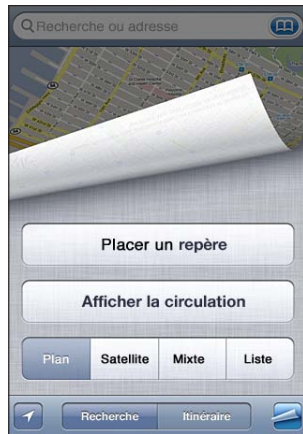 Recherche ou adresse
Placer un repère
Afficher la circulation
Plan Satellite Mixte Liste
Recherche Itinéraire